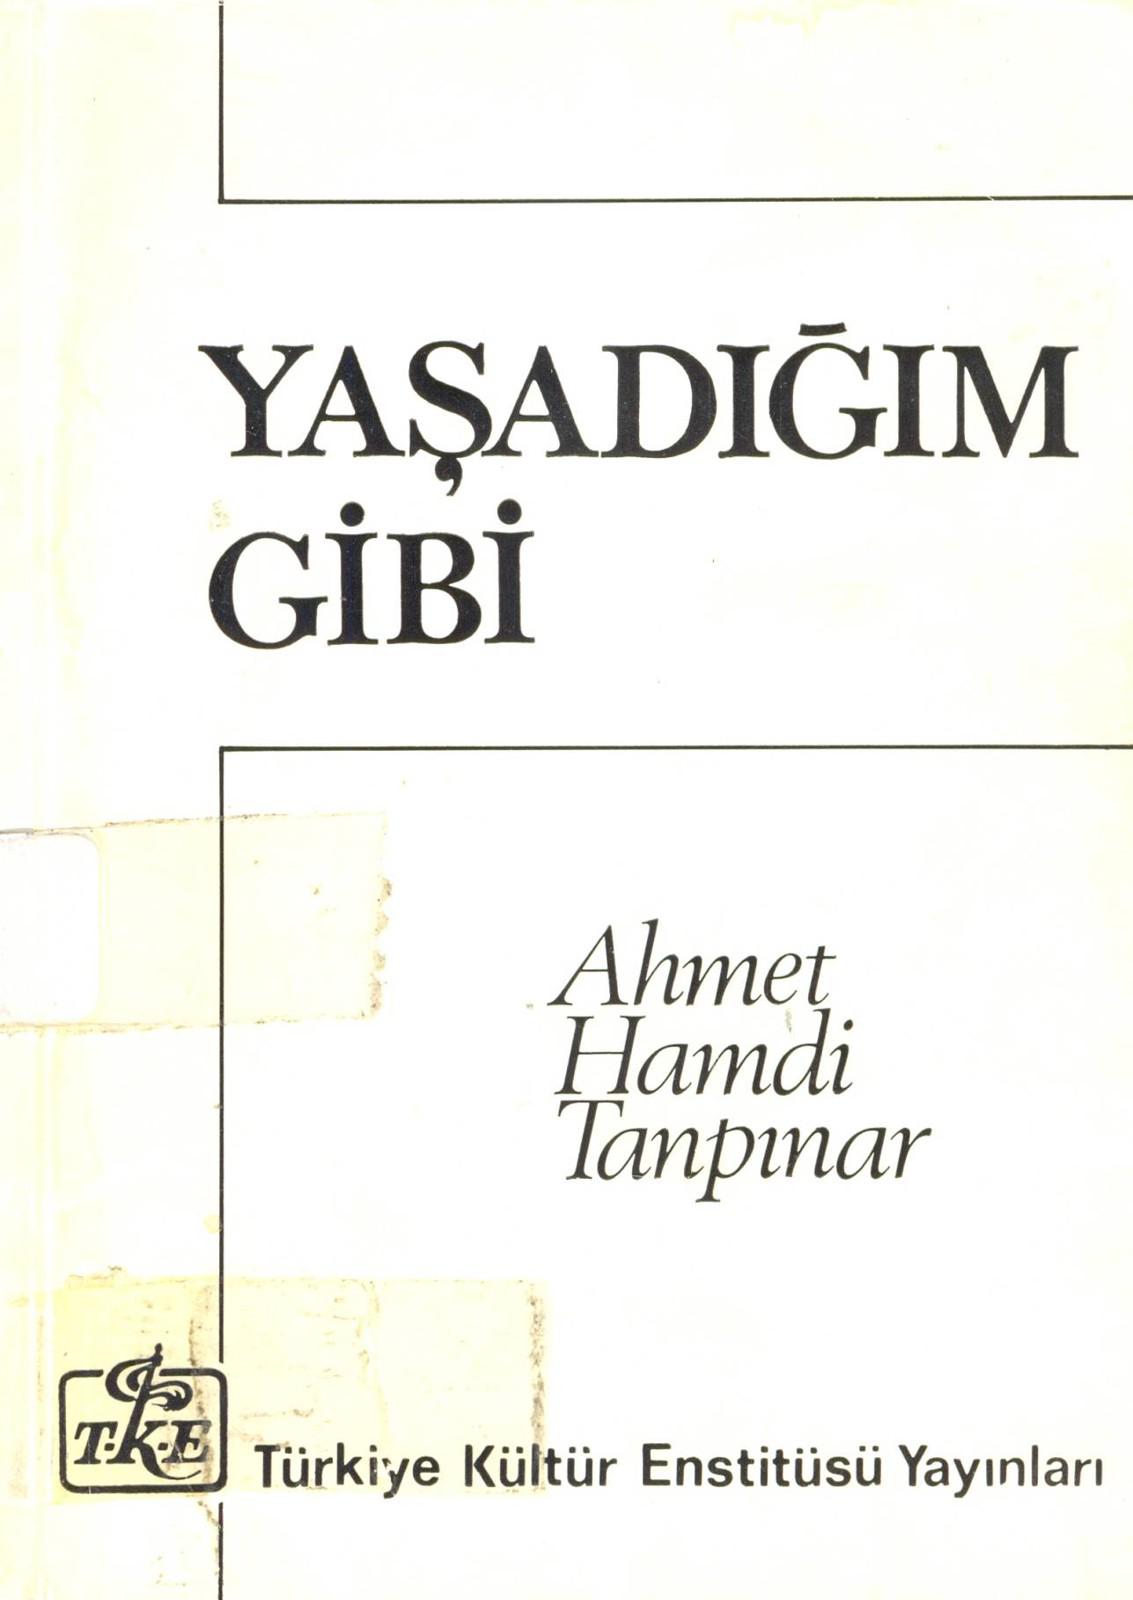 YAŞADIĞIM
GİBİ
Ahmet
Hamdi
Tanpınar
T-K-E
Türkiye Kültür Enstitüsü Yayınları